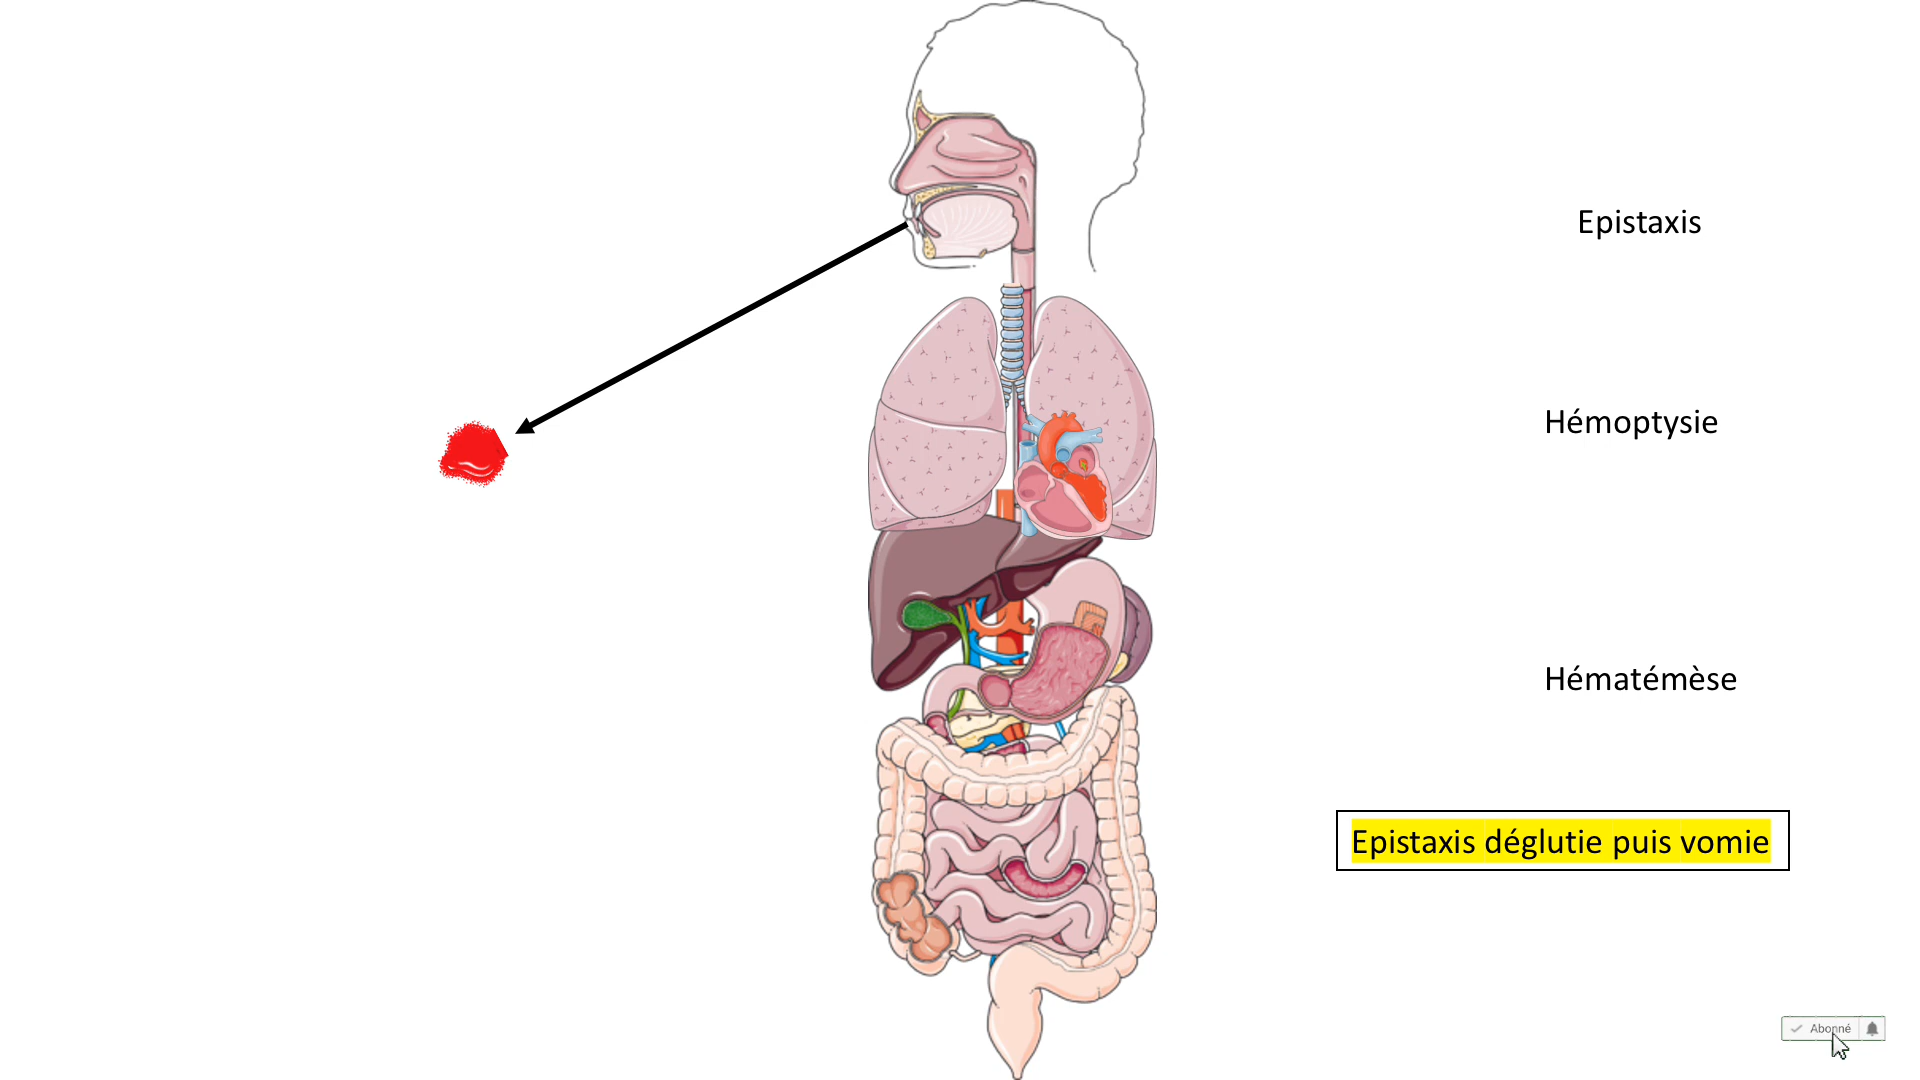 Epistaxis
Hémoptysie
Hématémèse
Epistaxis déglutie puis vomie
Abonné